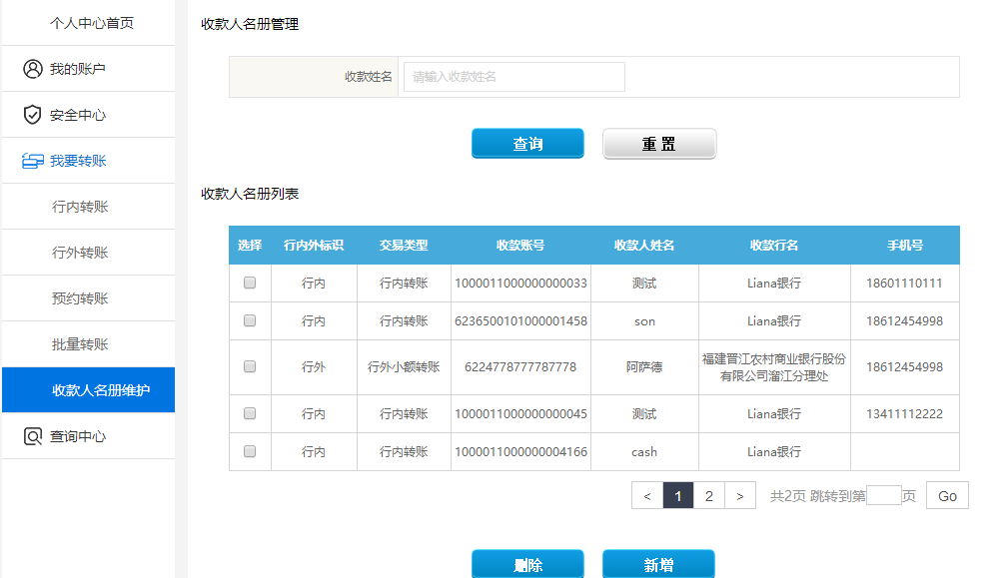 个人中心首页
我的账户
安全中心
我要转账
行内转账
行外转账
预约转账
批量转账
收款人名册维护
查询中心
收款人名册管理
收款姓名 请输入收款姓名
查询 重 置
收款人名册列表
选择 行内外标识 交易类型 收款账号 收款人姓名 收款行名 手机号
行内 行内转账 1000011000000000033 测试 Liana银行 18601110111
行内 行内转账 6236500101000001458 son Liana银行 18612454998
行外 行外小额转账 6224778777787778 阿萨德 福建晋江农村商业银行股份
有限公司溜江分理处 18612454998
行内 行内转账 1000011000000000045 测试 Liana银行 13411112222
行内 行内转账 1000011000000004166 cash Liana银行
< 1 2 > 共2页 跳转到第 页 Go
删除 新增